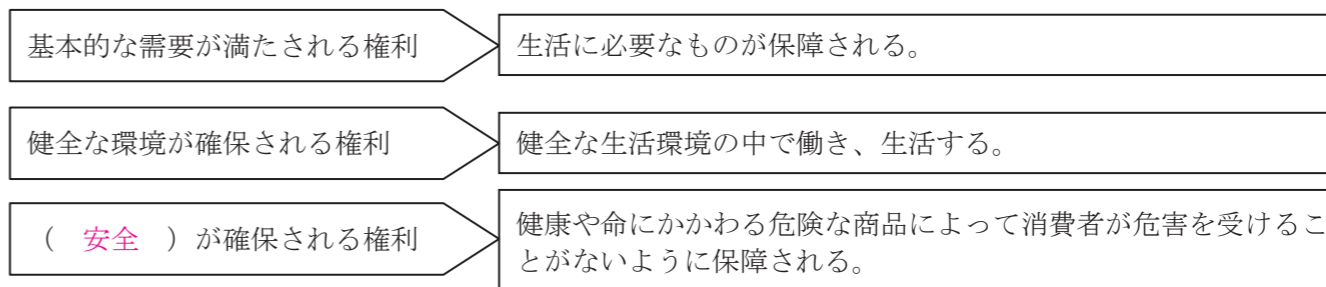 基本的な需要が満たされる権利
生活に必要なものが保障される。
健全な環境が確保される権利
健全な生活環境の中で働き、生活する。
（　安全　）が確保される権利
健康や命にかかわる危険な商品によって消費者が危害を受けるこ
とがないように保障される。